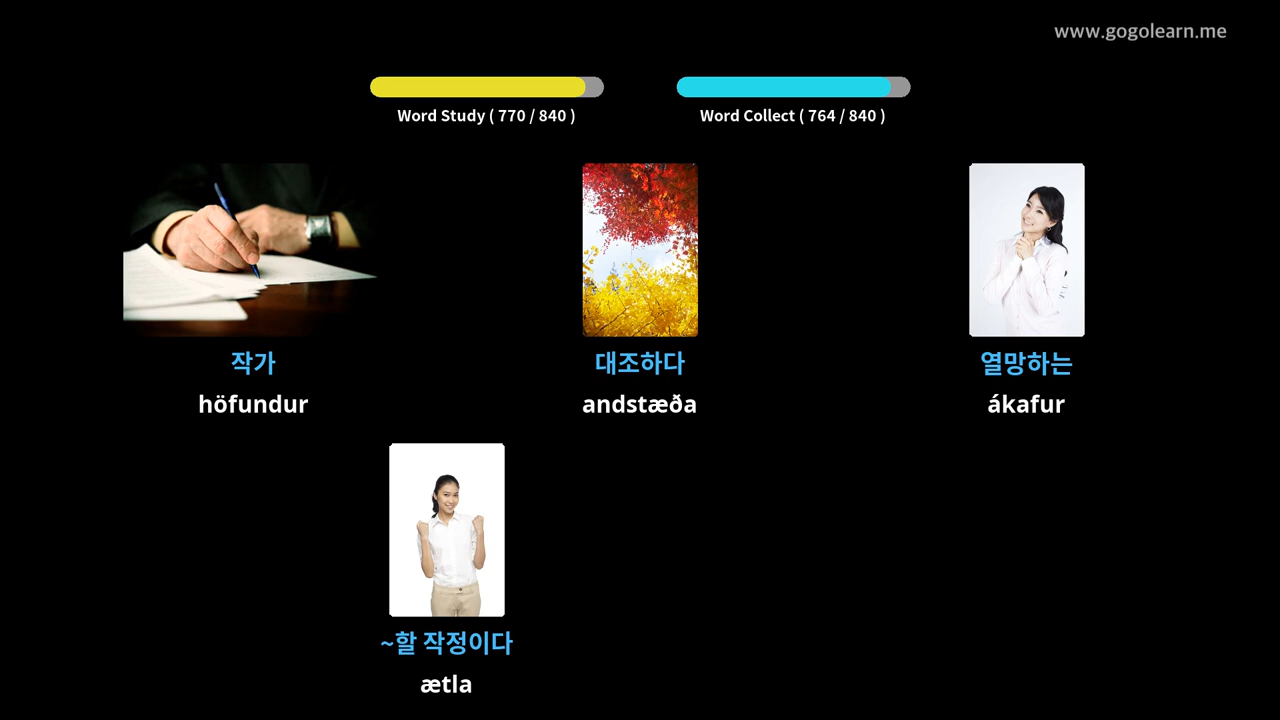 www.gogolearn.me
Word Study ( 770 / 840 )
Word Collect ( 764 / 840 )
작가
höfundur
대조하다
andstæða
열망하는
ákafur
~할 작정이다
ætla